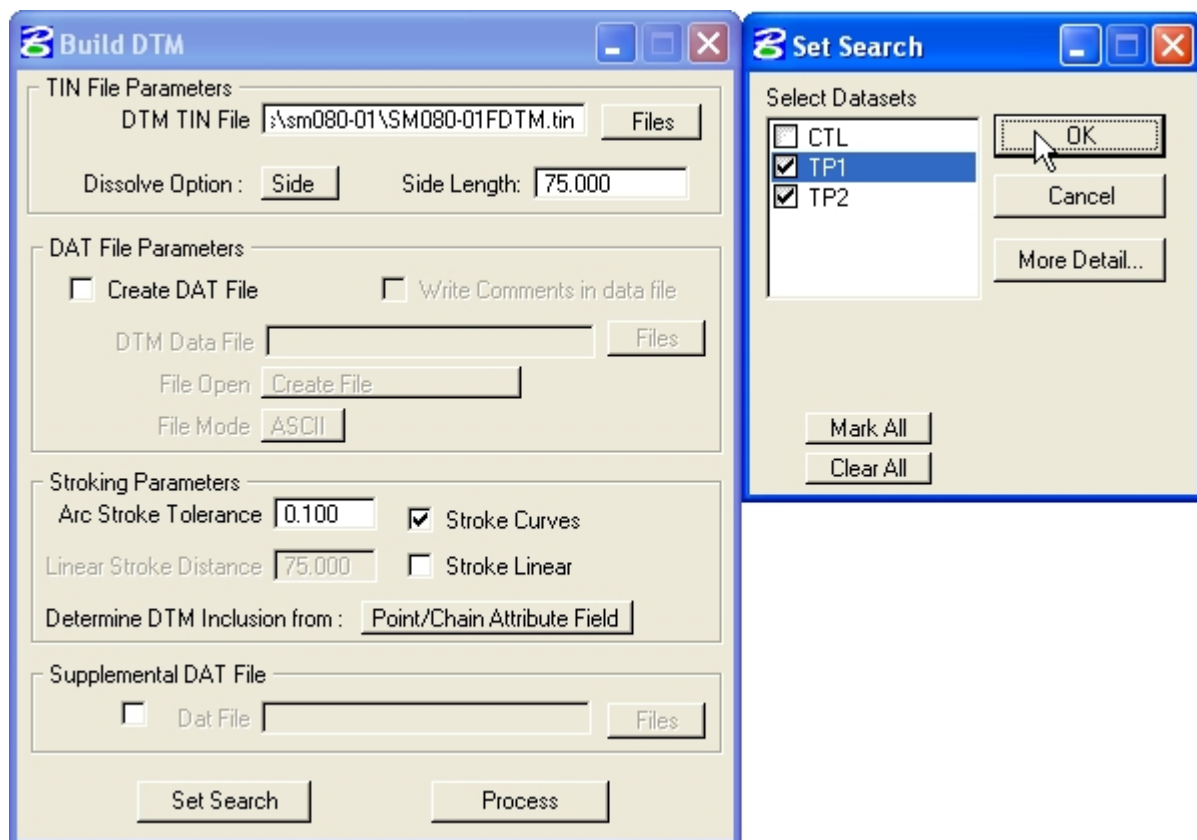 Build DTM
TIN File Parameters
DTM TIN File :\sm080-01\SM080-01FDTM.tin Files
Dissolve Option : Side Side Length: 75.000
DAT File Parameters
Create DAT File Write Comments in data file
DTM Data File Files
File Open Create File
File Mode ASCII
Stroking Parameters
Arc Stroke Tolerance 0.100 Stroke Curves
Linear Stroke Distance 75.000 Stroke Linear
Determine DTM Inclusion from : Point/Chain Attribute Field
Supplemental DAT File
Dat File Files
Set Search Process
Set Search
Select Datasets
CTL OK
TP1
TP2 Cancel
More Detail...
Mark All
Clear All